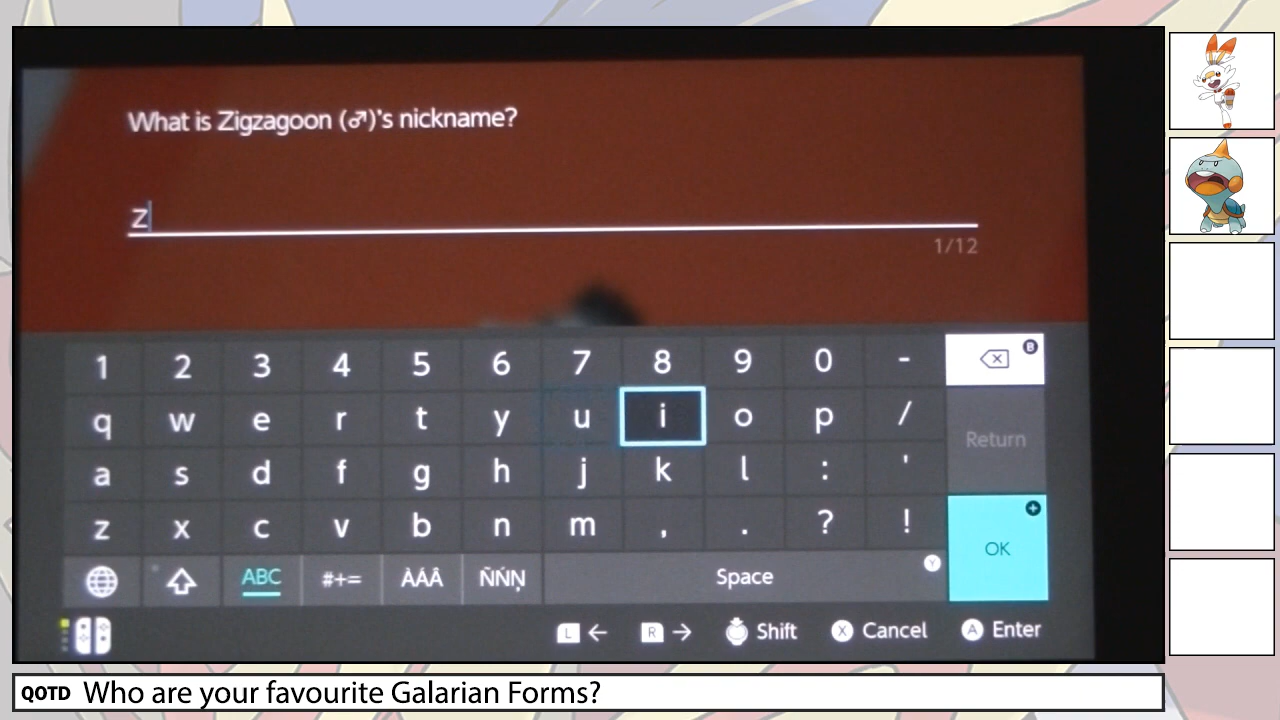 What is Zigzagoon (♂)'s nickname?
z
1/12
1 2 3 4 5 6 7 8 9 0 -
q w e r t y u i o p /
Return
a s d f g h j k l : '
z x c v b n m , . ? !
OK
ABC #+= ÀÁÂ ÑŃŅ Space
L ← R → Shift X Cancel A Enter
QOTD Who are your favourite Galarian Forms?